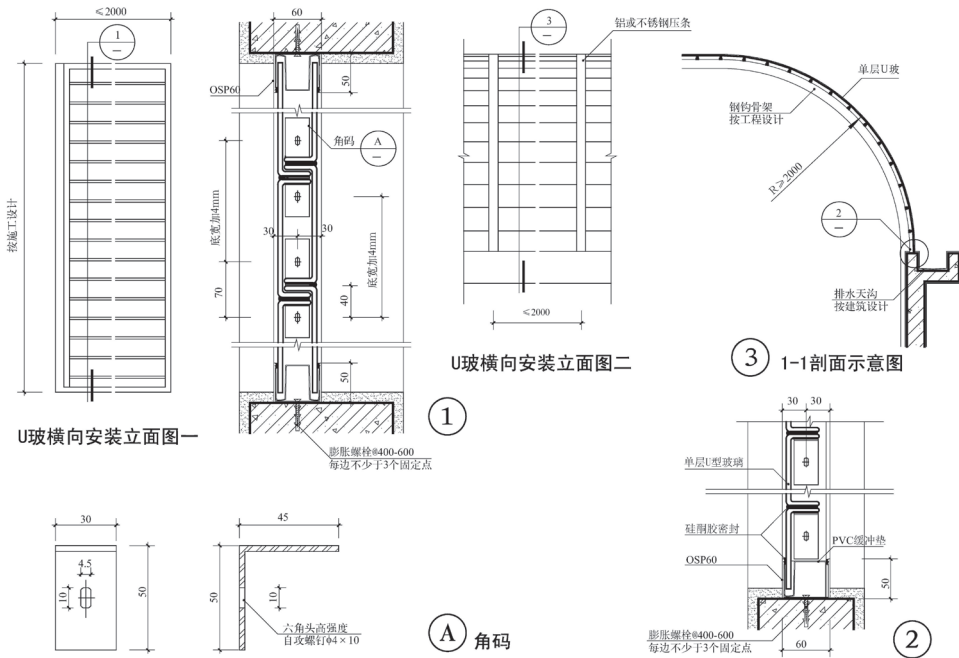 ≤2000
1
—
按施工设计
U玻横向安装立面图一
60
OSP60
50
角码
A
—
底宽加4mm
30
30
底宽加4mm
70
40
50
1
膨胀螺栓@400-600
每边不少于3个固定点
3
—
铝或不锈钢压条
≤2000
U玻横向安装立面图二
单层U玻
钢钩骨架
按工程设计
R≥2000
2
—
排水天沟
按建筑设计
3
1-1剖面示意图
30
4.5
10
50
45
50
10
六角头高强度
自攻螺钉ϕ4×10
A
角码
30
30
单层U型玻璃
硅酮胶密封
PVC缓冲垫
OSP60
50
膨胀螺栓@400-600
每边不少于3个固定点
60
2